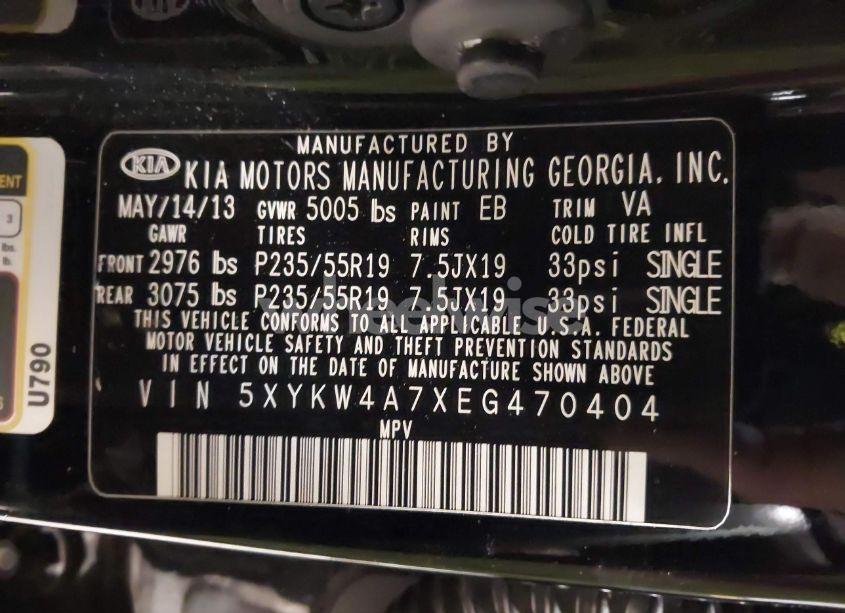 MANUFACTURED BY
KIA KIA MOTORS MANUFACTURING GEORGIA, INC.
MAY/14/13 GVWR 5005 lbs PAINT EB TRIM VA
GAWR TIRES RIMS COLD TIRE INFL
FRONT 2976 lbs P235/55R19 7.5JX19 33psi SINGLE
REAR 3075 lbs P235/55R19 7.5JX19 33psi SINGLE
THIS VEHICLE CONFORMS TO ALL APPLICABLE U.S.A. FEDERAL
MOTOR VEHICLE SAFETY AND THEFT PREVENTION STANDARDS
IN EFFECT ON THE DATE OF MANUFACTURE SHOWN ABOVE
VIN 5XYKW4A7XEG470404
MPV
3
lbs.
lb.
U790